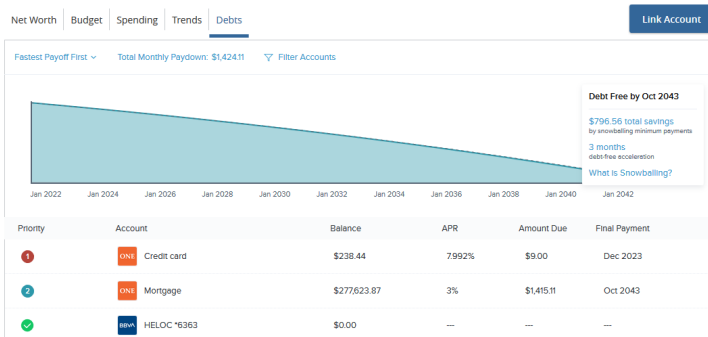 Net Worth Budget Spending Trends Debts Link Account
Fastest Payoff First Total Monthly Paydown: $1,424.11 Filter Accounts
Debt Free by Oct 2043
$796.56 total savings
by snowballing minimum payments
3 months
debt-free acceleration
What is Snowballing?
Jan 2022 Jan 2024 Jan 2026 Jan 2028 Jan 2030 Jan 2032 Jan 2034 Jan 2036 Jan 2038 Jan 2040 Jan 2042
Priority Account Balance APR Amount Due Final Payment
1 ONE Credit card $238.44 7.992% $9.00 Dec 2023
2 ONE Mortgage $277,623.87 3% $1,415.11 Oct 2043
BBVA HELOC *6363 $0.00 --- --- ---